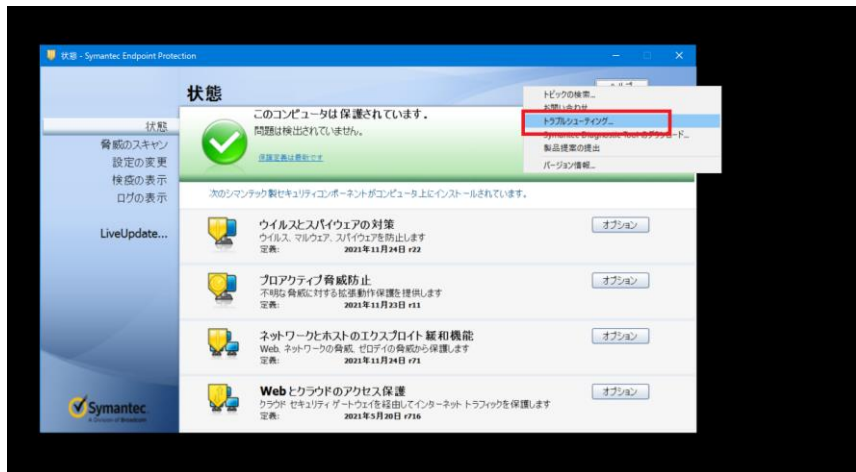 状態 - Symantec Endpoint Protection
状態
トピックの検索...
お問い合わせ
トラブルシューティング...
Symantec Diagnostic Tool のダウンロード...
製品提案の提出
バージョン情報...
このコンピュータは保護されています。
問題は検出されていません。
保護定義は最新です
状態
脅威のスキャン
設定の変更
検疫の表示
ログの表示
LiveUpdate...
次のシマンテック製セキュリティコンポーネントがコンピュータ上にインストールされています。
ウイルスとスパイウェアの対策
ウイルス、マルウェア、スパイウェアを防止します
定義: 2021年11月24日 r22
オプション
プロアクティブ脅威防止
不明な脅威に対する拡張動作保護を提供します
定義: 2021年11月23日 r11
オプション
ネットワークとホストのエクスプロイト緩和機能
Web、ネットワークの脅威、ゼロデイの脅威から保護します
定義: 2021年11月24日 r71
オプション
Webとクラウドのアクセス保護
クラウド セキュリティ ゲートウェイを経由してインターネット トラフィックを保護します
定義: 2021年5月20日 r716
オプション
Symantec
A Division of Broadcom